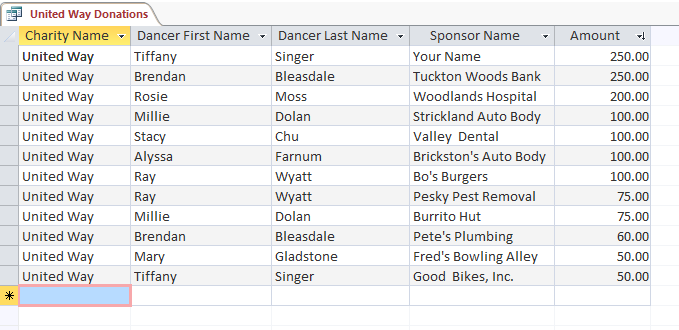 United Way Donations
Charity Name Dancer First Name Dancer Last Name Sponsor Name Amount
United Way Tiffany Singer Your Name 250.00
United Way Brendan Bleasdale Tuckton Woods Bank 250.00
United Way Rosie Moss Woodlands Hospital 200.00
United Way Millie Dolan Strickland Auto Body 100.00
United Way Stacy Chu Valley  Dental 100.00
United Way Alyssa Farnum Brickston's Auto Body 100.00
United Way Ray Wyatt Bo's Burgers 100.00
United Way Ray Wyatt Pesky Pest Removal 75.00
United Way Millie Dolan Burrito Hut 75.00
United Way Brendan Bleasdale Pete's Plumbing 60.00
United Way Mary Gladstone Fred's Bowling Alley 50.00
United Way Tiffany Singer Good  Bikes, Inc. 50.00